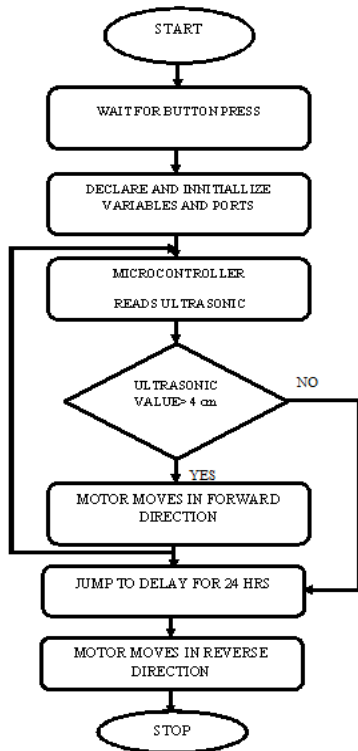 START
WAIT FOR BUTTON PRESS
DECLARE AND INNITIALLIZE
VARIABLES AND PORTS
MICROCONTROLLER
READS ULTRASONIC
ULTRASONIC
VALUE> 4 cm
NO
YES
MOTOR MOVES IN FORWARD
DIRECTION
JUMP TO DELAY FOR 24 HRS
MOTOR MOVES IN REVERSE
DIRECTION
STOP